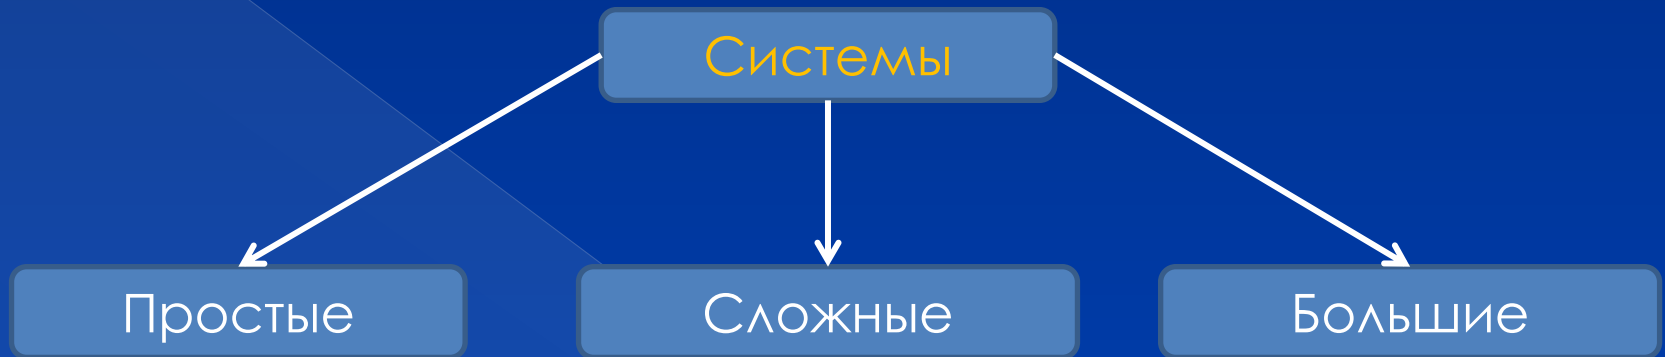 Системы
Простые
Сложные
Большие